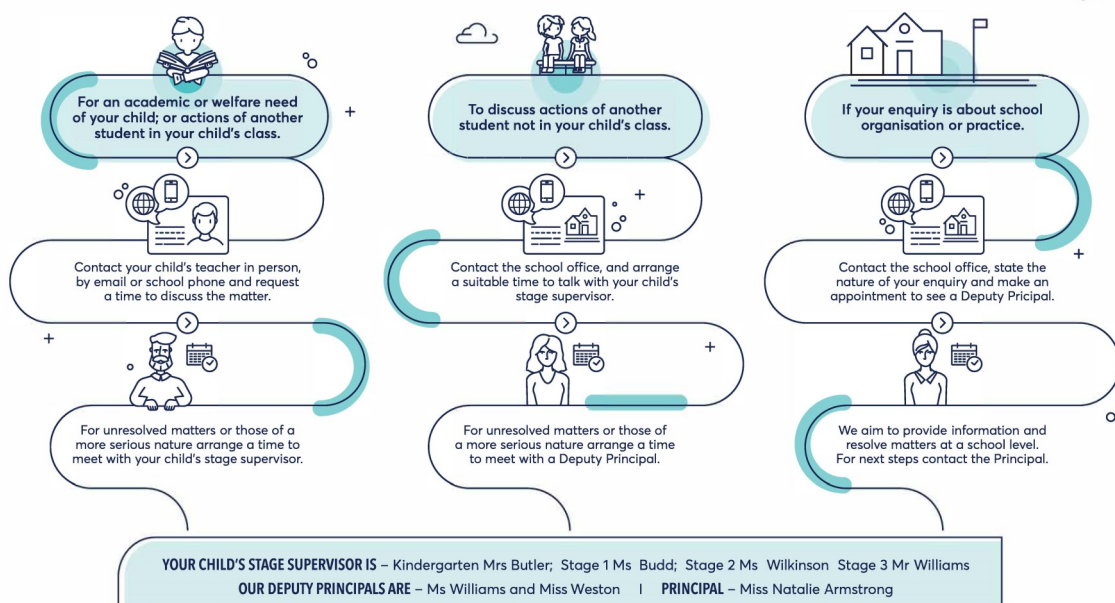 For an academic or welfare need
of your child; or actions of another
student in your child's class.
Contact your child's teacher in person,
by email or school phone and request
a time to discuss the matter.
For unresolved matters or those of a
more serious nature arrange a time to
meet with your child's stage supervisor.
To discuss actions of another
student not in your child's class.
Contact the school office, and arrange
a suitable time to talk with your child's
stage supervisor.
For unresolved matters or those of
a more serious nature arrange a time
to meet with a Deputy Principal.
If your enquiry is about school
organisation or practice.
Contact the school office, state the
nature of your enquiry and make an
appointment to see a Deputy Pricipal.
We aim to provide information and
resolve matters at a school level.
For next steps contact the Principal.
YOUR CHILD'S STAGE SUPERVISOR IS – Kindergarten Mrs Butler; Stage 1 Ms Budd; Stage 2 Ms Wilkinson Stage 3 Mr Williams
OUR DEPUTY PRINCIPALS ARE – Ms Williams and Miss Weston | PRINCIPAL – Miss Natalie Armstrong